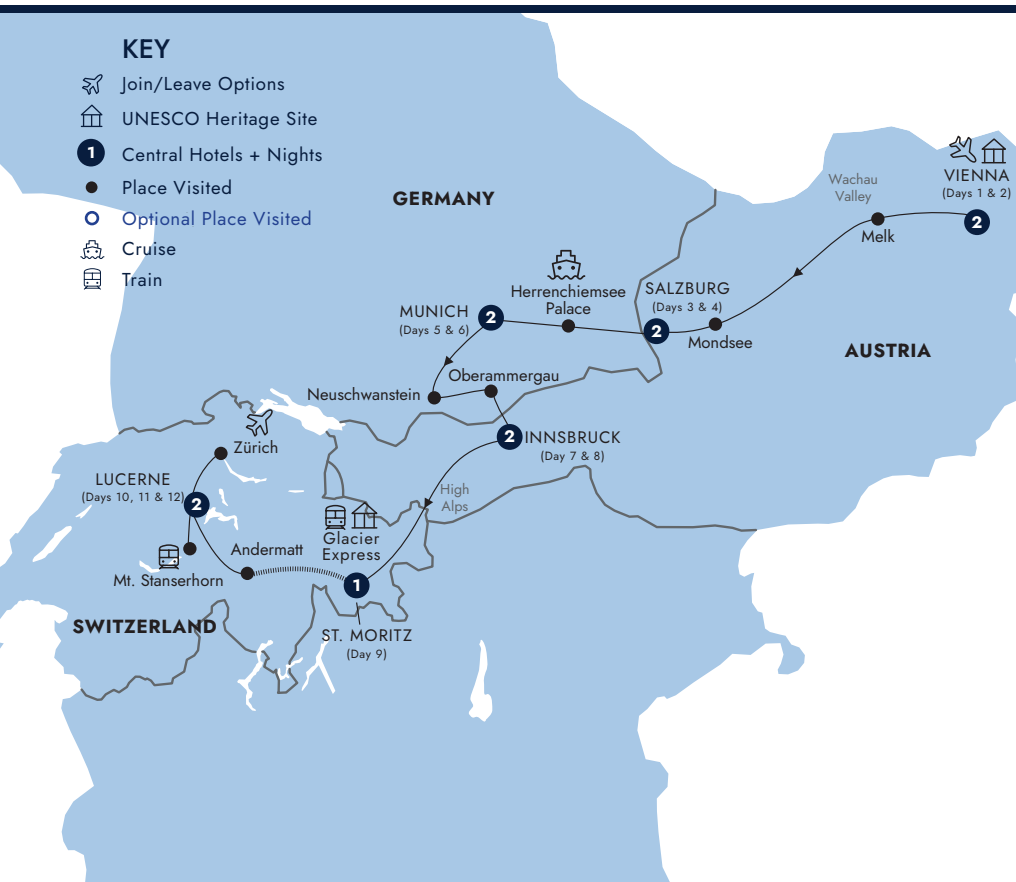 KEY
Join/Leave Options
UNESCO Heritage Site
1 Central Hotels + Nights
Place Visited
Optional Place Visited
Cruise
Train
GERMANY
Wachau
Valley
VIENNA
(Days 1 & 2)
2
Melk
SALZBURG
(Days 3 & 4)
2
Mondsee
AUSTRIA
Herrenchiemsee
Palace
MUNICH
(Days 5 & 6)
2
Neuschwanstein
Oberammergau
2 INNSBRUCK
(Day 7 & 8)
High
Alps
Zürich
LUCERNE
(Days 10, 11 & 12)
2
Glacier
Express
Andermatt
Mt. Stanserhorn
1
SWITZERLAND
ST. MORITZ
(Day 9)